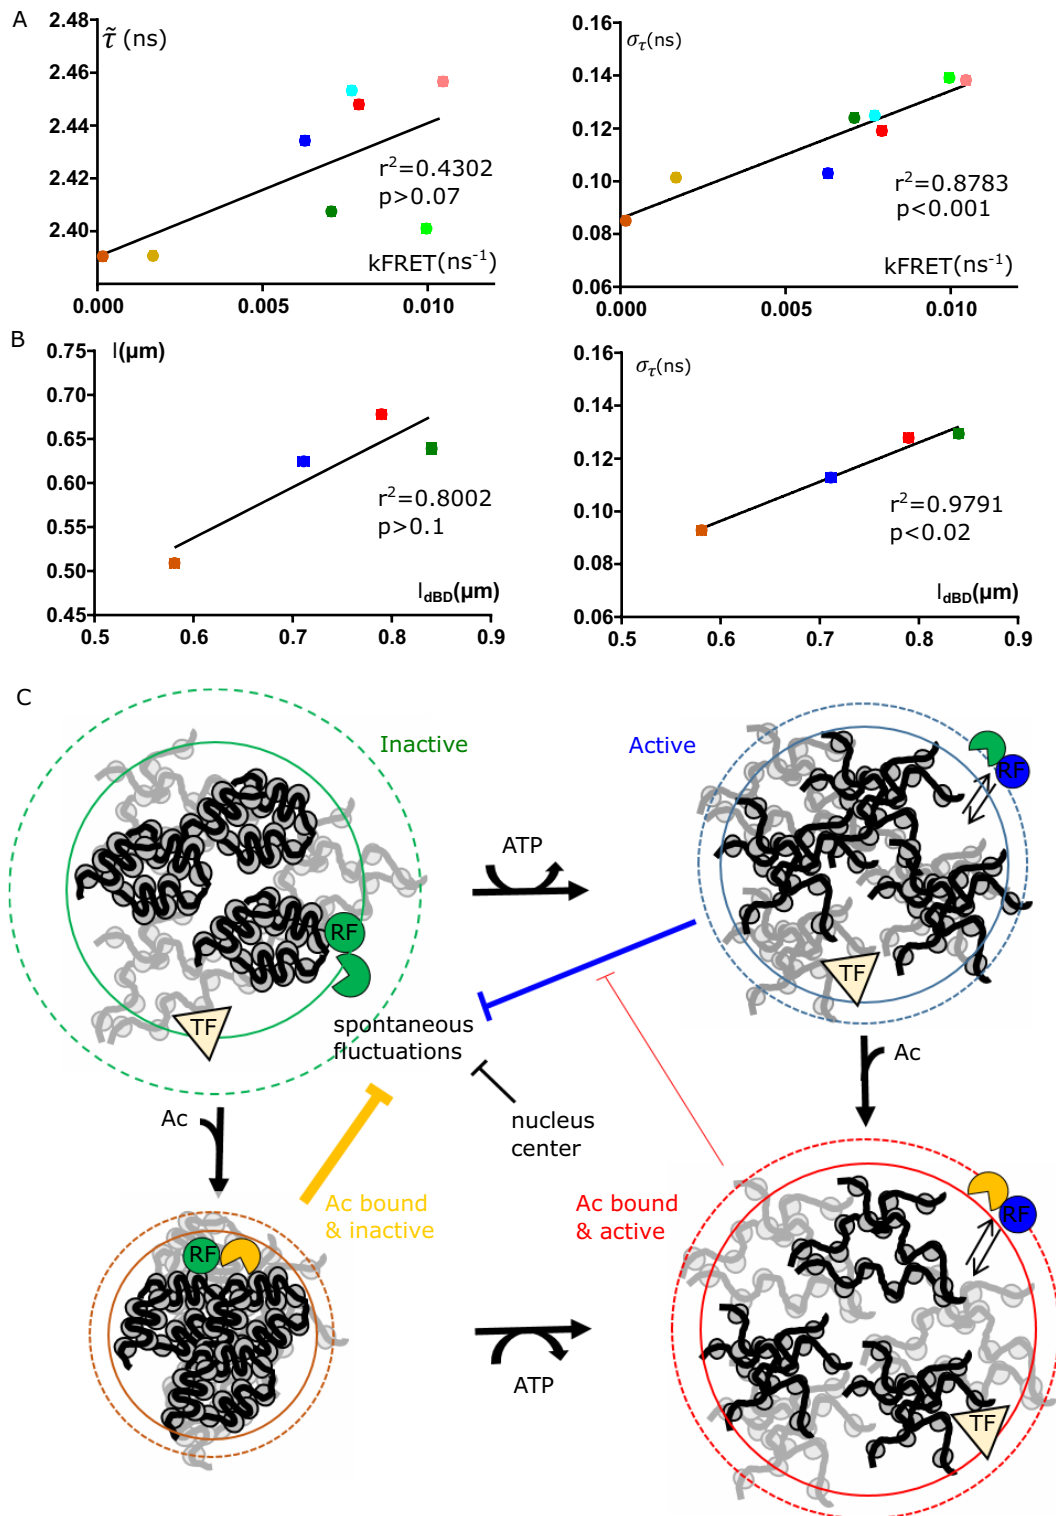 A
2.48
2.46
2.44
2.42
2.40
τ̃ (ns)
r²=0.4302
p>0.07
kFRET(ns⁻¹)
0.000
0.005
0.010
0.16
0.14
0.12
0.10
0.08
0.06
στ(ns)
r²=0.8783
p<0.001
kFRET(ns⁻¹)
0.000
0.005
0.010
B
0.75
0.70
0.65
0.60
0.55
0.50
0.45
l(μm)
r²=0.8002
p>0.1
ldBD(μm)
0.5
0.6
0.7
0.8
0.9
0.16
0.14
0.12
0.10
0.08
0.06
στ(ns)
r²=0.9791
p<0.02
ldBD(μm)
0.5
0.6
0.7
0.8
0.9
C
Inactive
Active
RF
ATP
RF
TF
TF
spontaneous
fluctuations
Ac
Ac
nucleus
center
Ac bound
& inactive
Ac bound
& active
RF
RF
ATP
TF